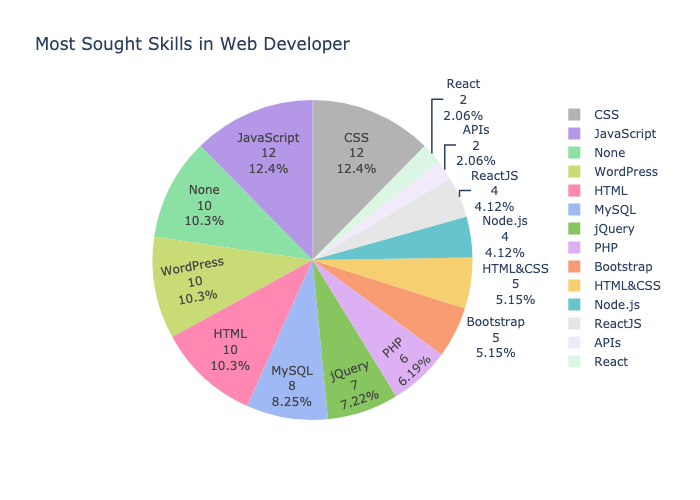 Most Sought Skills in Web Developer
React
2
2.06%
APIs
2
2.06%
ReactJS
4
4.12%
Node.js
4
4.12%
HTML&CSS
5
5.15%
Bootstrap
5
5.15%
PHP
6
6.19%
jQuery
7
7.22%
MySQL
8
8.25%
HTML
10
10.3%
WordPress
10
10.3%
None
10
10.3%
JavaScript
12
12.4%
CSS
12
12.4%
CSS
JavaScript
None
WordPress
HTML
MySQL
jQuery
PHP
Bootstrap
HTML&CSS
Node.js
ReactJS
APIs
React